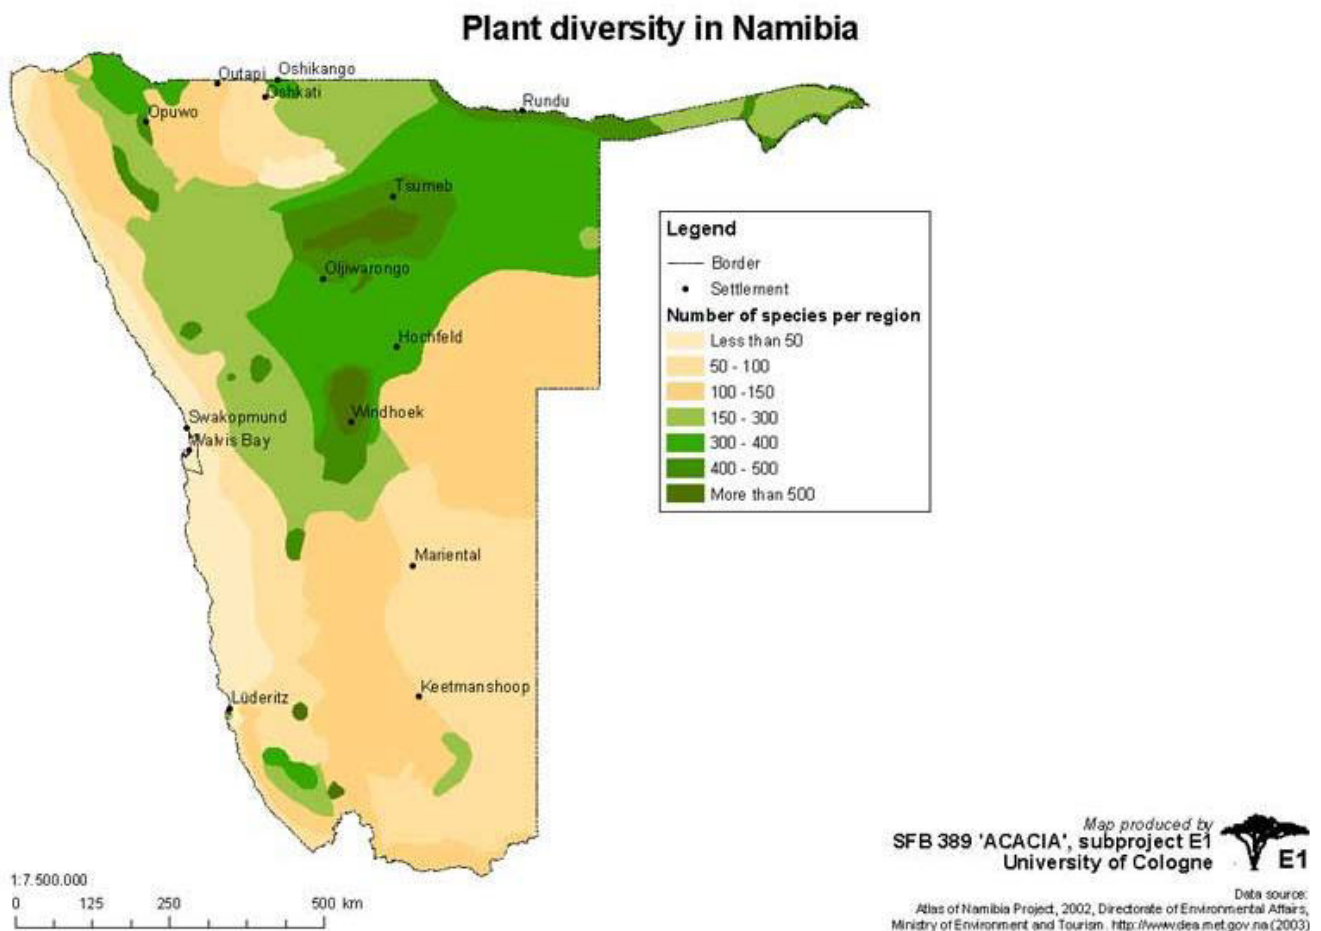 Plant diversity in Namibia
Outapi
Oshikango
Oshkati
Opuwo
Rundu
Tsumeb
Oljiwarongo
Hochfeld
Windhoek
Swakopmund
Walvis Bay
Mariental
Keetmanshoop
Lüderitz
Legend
Border
Settlement
Number of species per region
Less than 50
50 - 100
100 -150
150 - 300
300 - 400
400 - 500
More than 500
Map produced by
SFB 389 'ACACIA', subproject E1
University of Cologne
E1
1:7.500.000
0 125 250 500 km
Data source:
Atlas of Namibia Project, 2002, Directorate of Environmental Affairs,
Ministry of Environment and Tourism. http://www.dea.met.gov.na (2003)